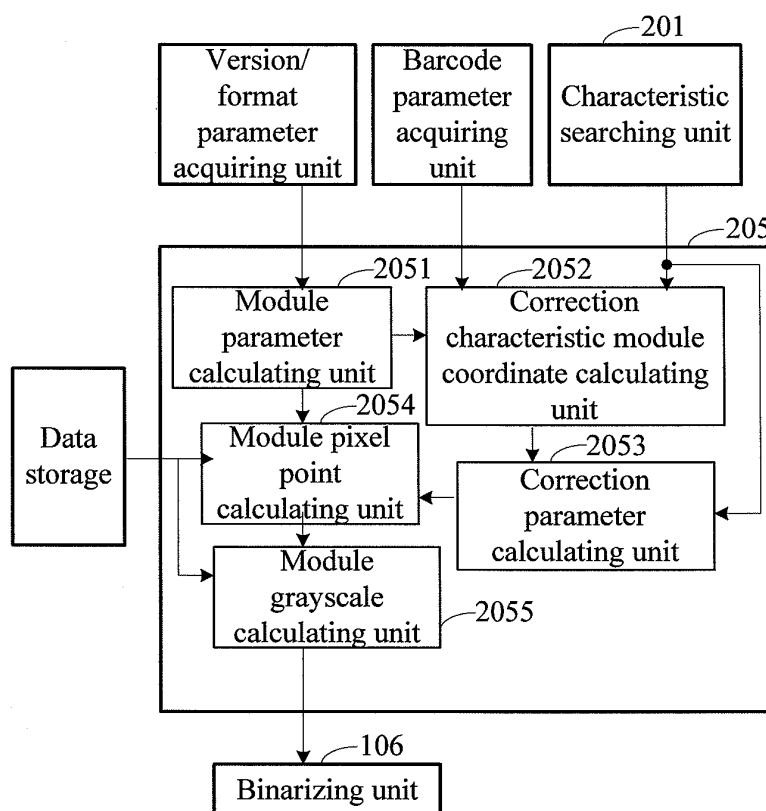 201
Version/
format
parameter
acquiring unit
Barcode
parameter
acquiring
unit
Characteristic
searching unit
205
2051
Module
parameter
calculating unit
2052
Correction
characteristic module
coordinate calculating
unit
Data
storage
2054
Module pixel
point
calculating unit
2053
Correction
parameter
calculating unit
Module
grayscale
calculating unit
2055
106
Binarizing unit